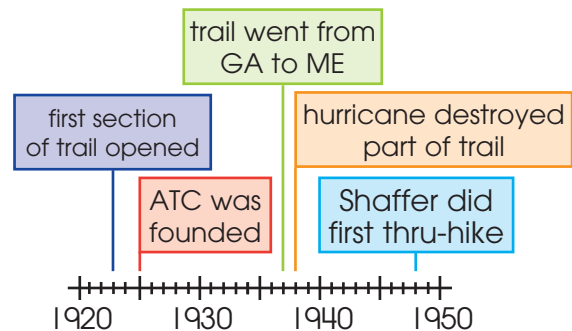 trail went from
GA to ME
first section
of trail opened
hurricane destroyed
part of trail
ATC was
founded
Shaffer did
first thru-hike
1920 1930 1940 1950